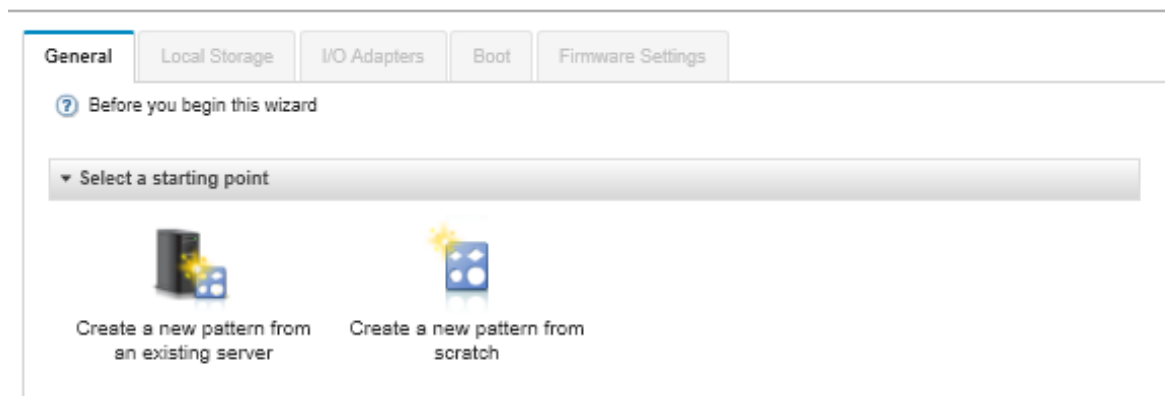 General Local Storage I/O Adapters Boot Firmware Settings
? Before you begin this wizard
Select a starting point
Create a new pattern from
an existing server
Create a new pattern from
scratch